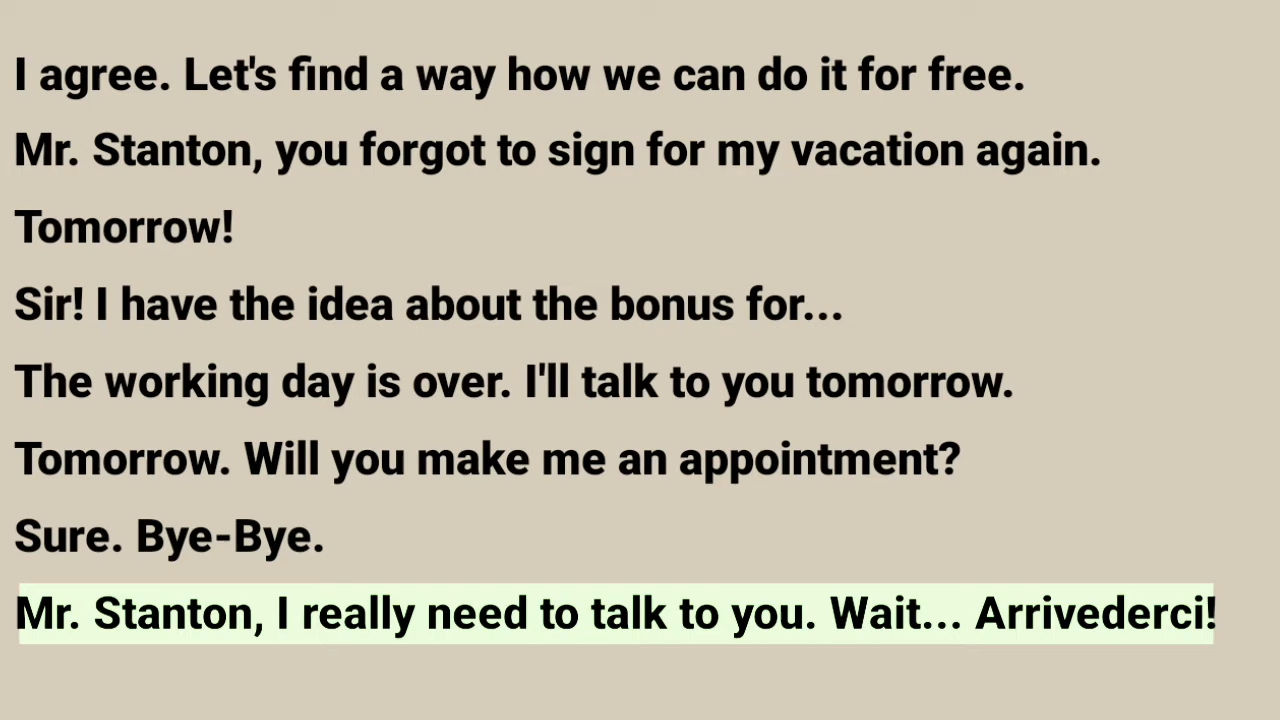 I agree. Let's find a way how we can do it for free.
Mr. Stanton, you forgot to sign for my vacation again.
Tomorrow!
Sir! I have the idea about the bonus for...
The working day is over. I'll talk to you tomorrow.
Tomorrow. Will you make me an appointment?
Sure. Bye-Bye.
Mr. Stanton, I really need to talk to you. Wait... Arrivederci!